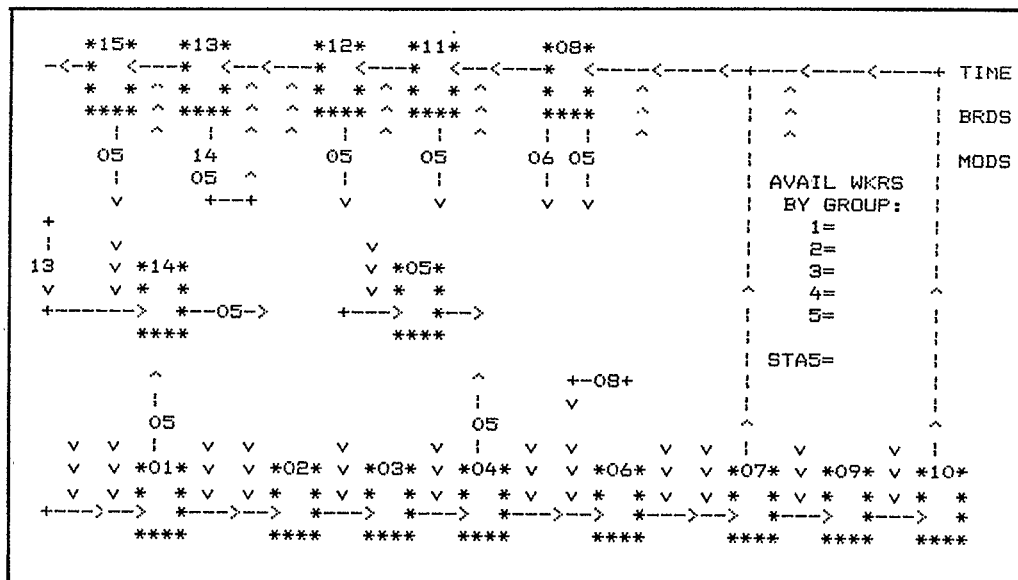 *15* *13* *12* *11* *08*
-<--* *<----* *<--<---* *<---* *<--<---* *<----<---<--+--<----<----+ TIME
* * * * * * * * * *
**** **** **** **** **** BRDS
05 14 05 05 06 05 MODS
05
+--+ AVAIL WKRS
BY GROUP:
1=
2=
13 *14* *05* 3=
* * * * 4=
+------>* *--05-> +--->* *--> 5=
**** ****
STA5=
+-08+
05 05
*01* *02* *03* *04* *06* *07* *09* *10*
* * * * * * * * * * * * * * * *
+--->->* *-->->* *--->* *--->* *--->->* *--->->* *--->* *--->* *
**** **** **** **** **** **** **** ****